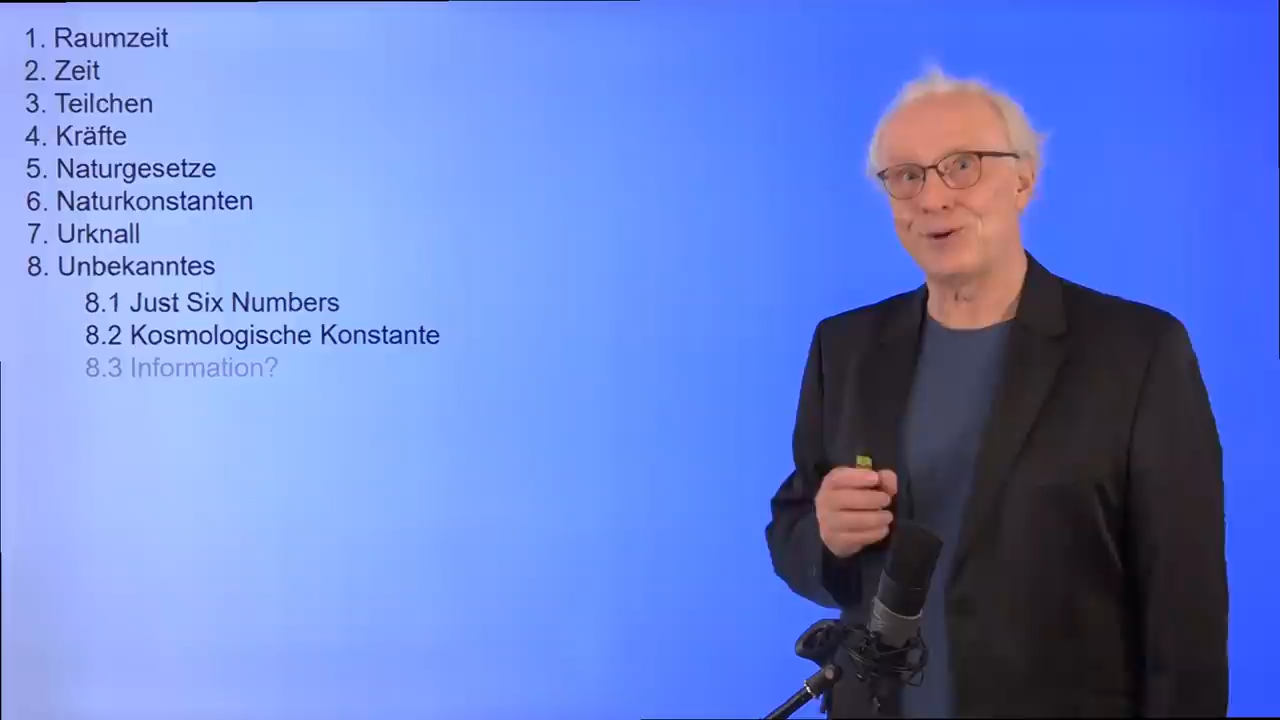 1. Raumzeit
2. Zeit
3. Teilchen
4. Kräfte
5. Naturgesetze
6. Naturkonstanten
7. Urknall
8. Unbekanntes
8.1 Just Six Numbers
8.2 Kosmologische Konstante
8.3 Information?